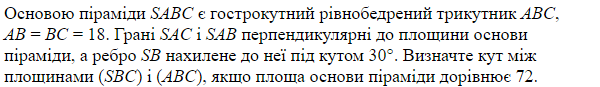 Основою піраміди SABC є гострокутний рівнобедрений трикутник ABC,
AB = BC = 18. Грані SAC і SAB перпендикулярні до площини основи
піраміди, а ребро SB нахилене до неї під кутом 30°. Визначте кут між
площинами (SBC) і (ABC), якщо площа основи піраміди дорівнює 72.